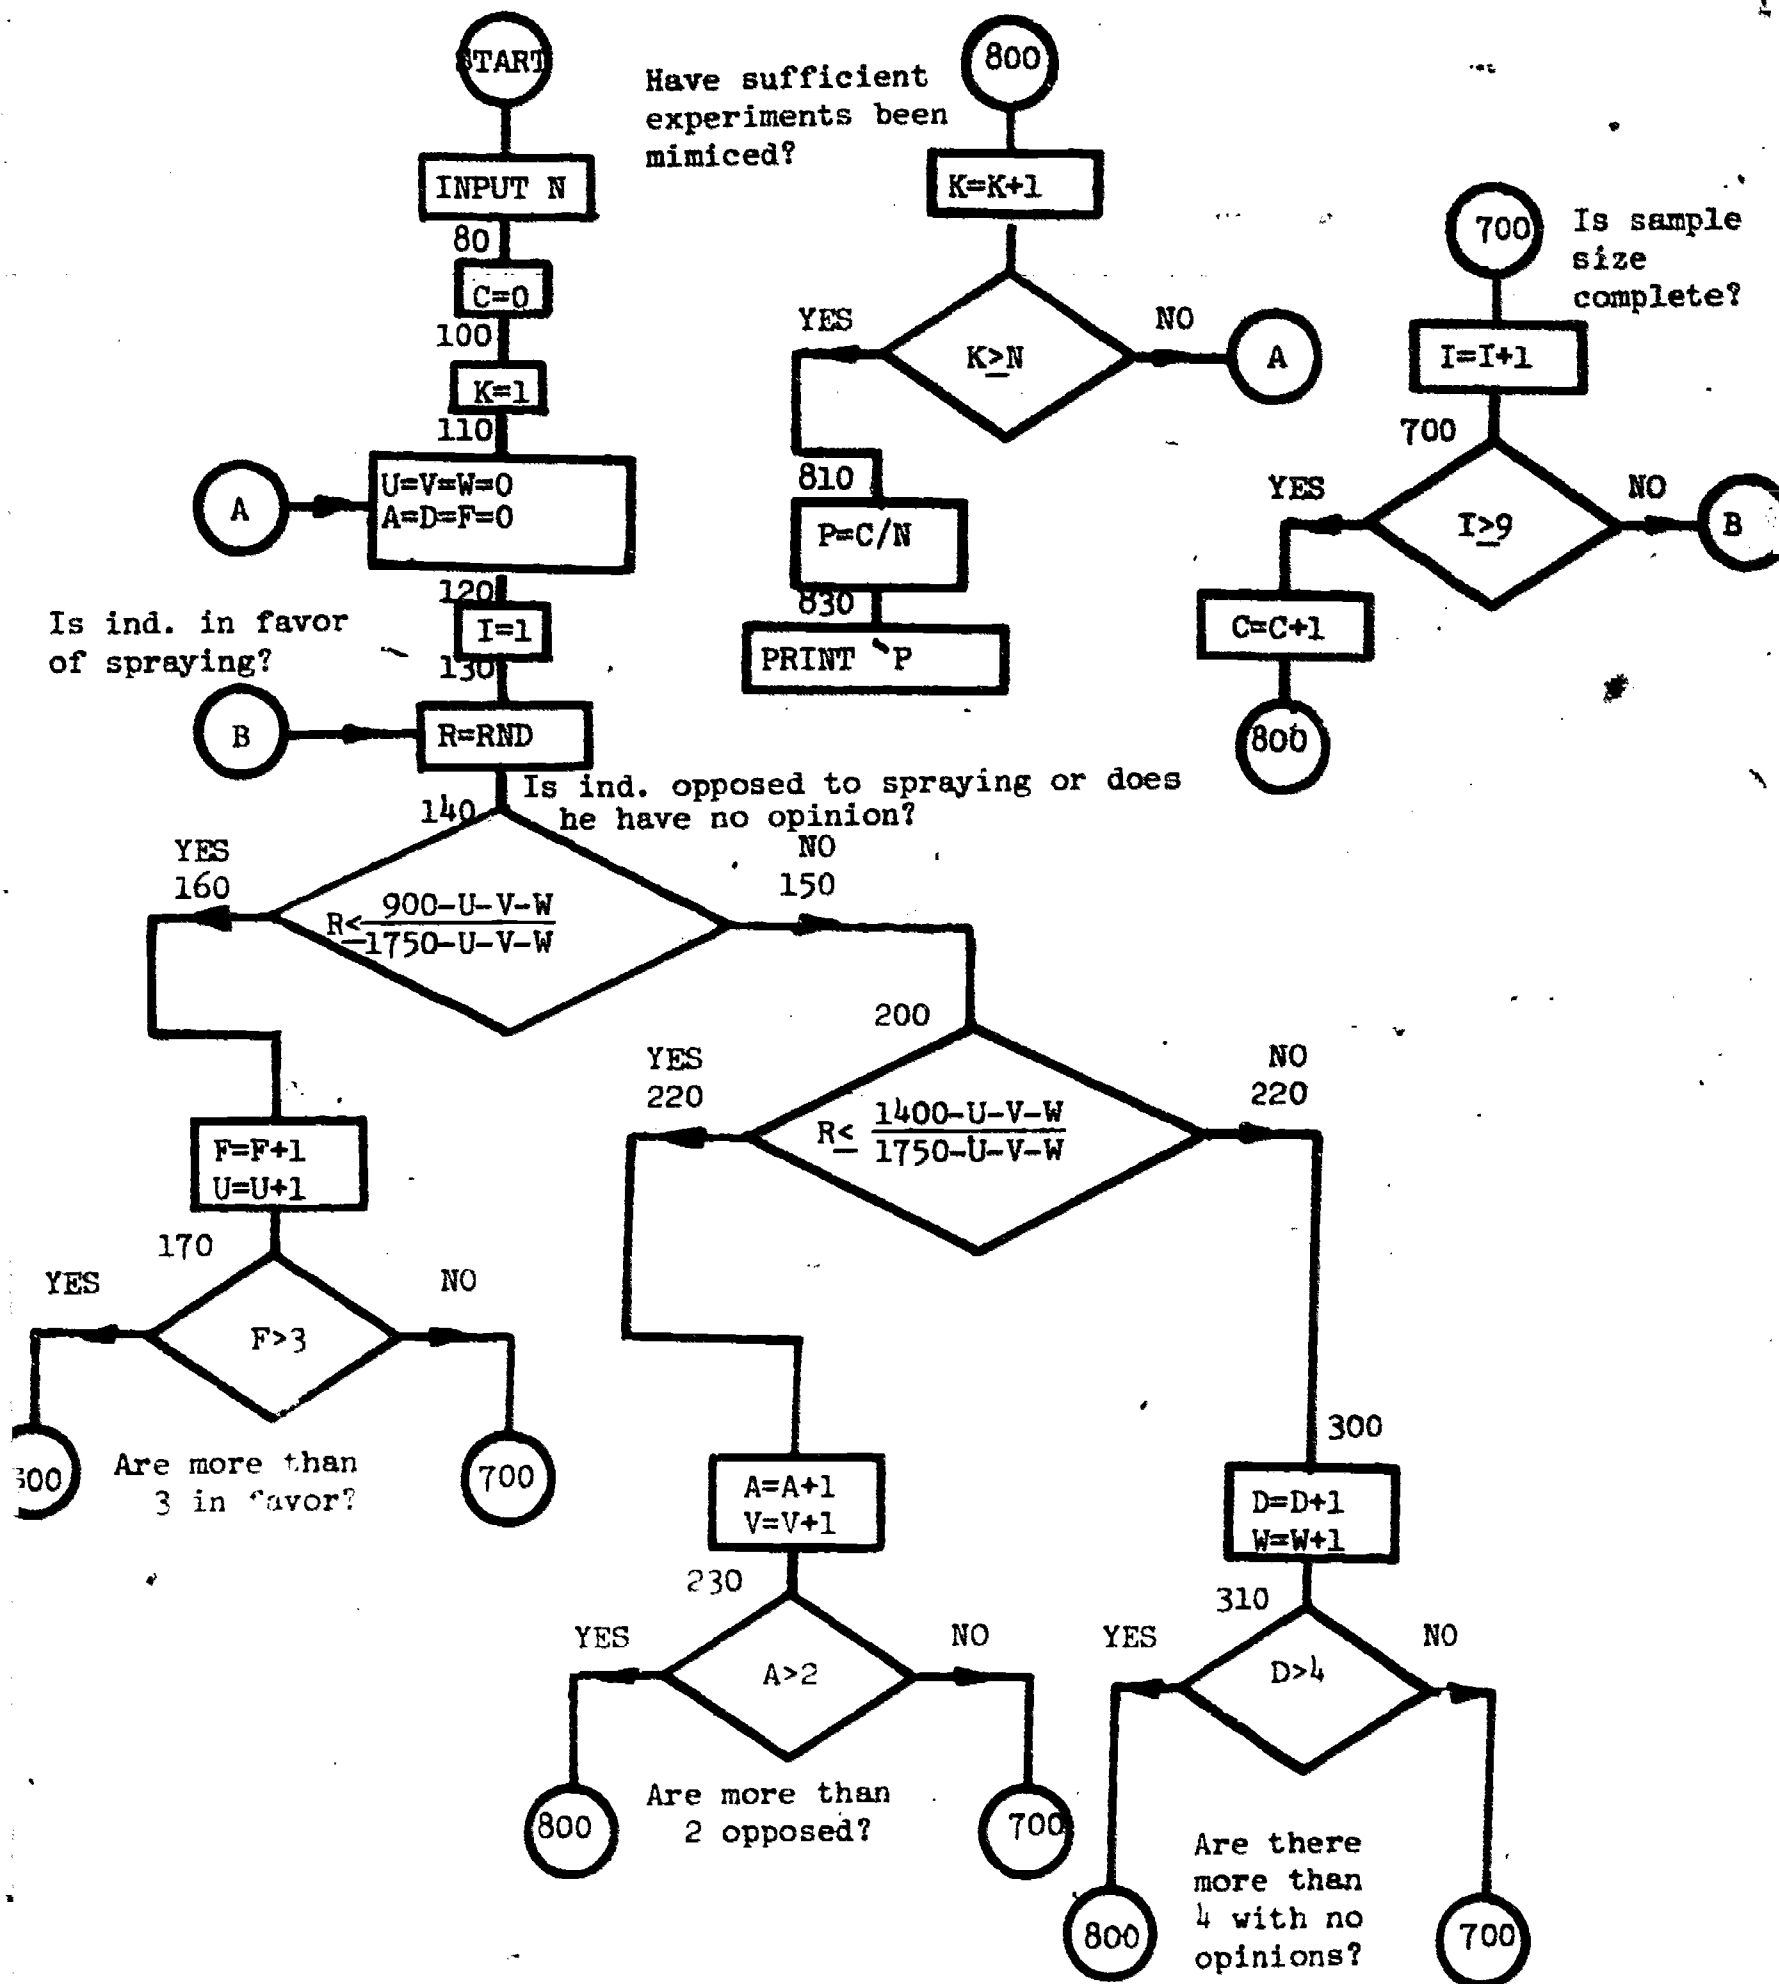 START
INPUT N
80
C=0
100
K=1
110
A
U=V=W=0
A=D=F=0
120
I=1
130
Is ind. in favor
of spraying?
B
R=RND
140
Is ind. opposed to spraying or does
he have no opinion?
YES
160
NO
150
R≤ 900-U-V-W
1750-U-V-W
F=F+1
U=U+1
170
YES
NO
F>3
700
Are more than
3 in favor?
200
YES
220
NO
220
R≤ 1400-U-V-W
1750-U-V-W
A=A+1
V=V+1
230
YES
NO
A>2
800
700
Are more than
2 opposed?
300
D=D+1
W=W+1
310
YES
NO
D>4
800
700
Are there
more than
4 with no
opinions?
Have sufficient
experiments been
mimiced?
800
K=K+1
YES
NO
K≥N
A
810
P=C/N
830
PRINT P
700
Is sample
size
complete?
I=I+1
700
YES
NO
I≥9
B
C=C+1
800